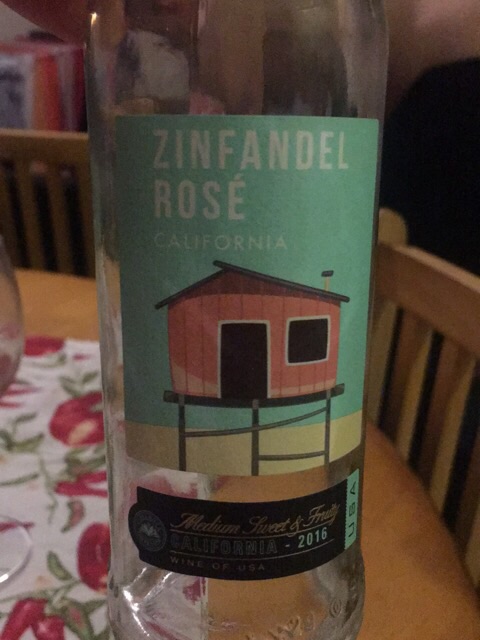 ZINFANDEL
ROSÉ
CALIFORNIA
Medium Sweet & Fruity
CALIFORNIA - 2016
WINE OF USA
USA